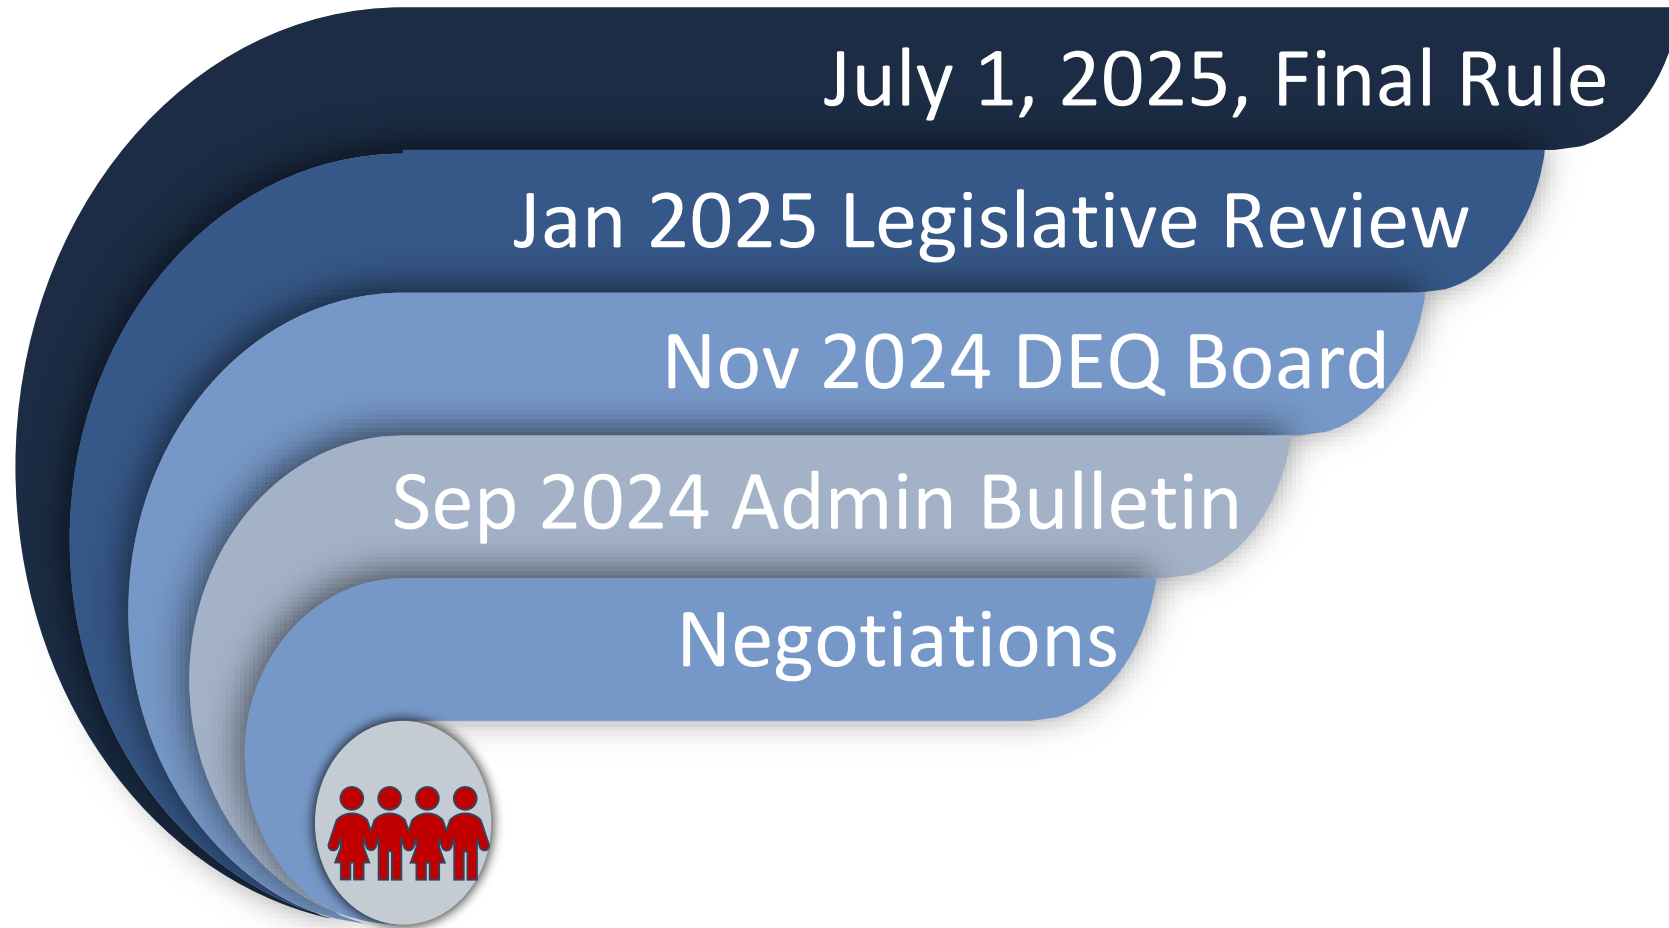 July 1, 2025, Final Rule
Jan 2025 Legislative Review
Nov 2024 DEQ Board
Sep 2024 Admin Bulletin
Negotiations